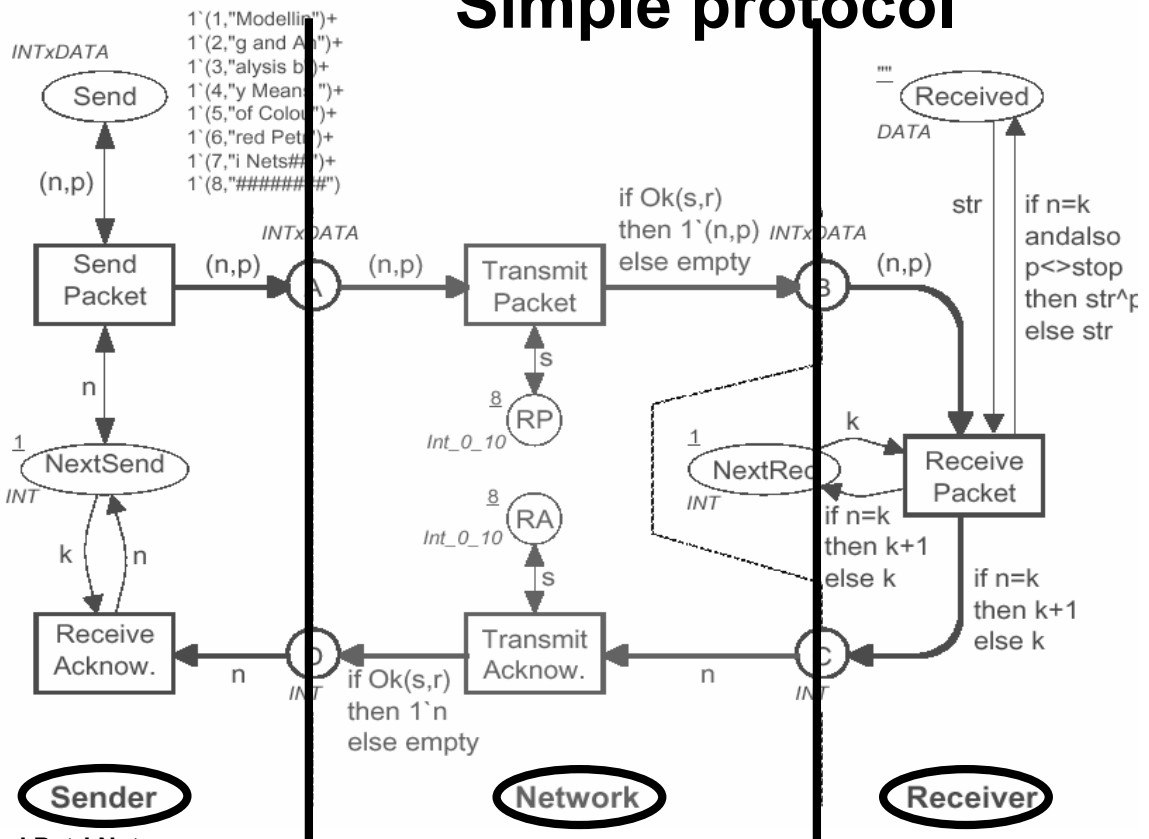 Simple protocol
1`(1,"Modellin")+
1`(2,"g and An")+
1`(3,"alysis b")+
1`(4,"y Means ")+
1`(5,"of Colou")+
1`(6,"red Petr")+
1`(7,"i Nets##")+
1`(8,"########")
INTxDATA
Send
(n,p)
Send
Packet
(n,p)
INTxDATA
A
(n,p)
Transmit
Packet
if Ok(s,r)
then 1`(n,p)
else empty
INTxDATA
B
(n,p)
""
Received
DATA
str
if n=k
andalso
p<>stop
then str^p
else str
n
1
NextSend
INT
k
n
s
8
RP
Int_0_10
8
RA
Int_0_10
s
1
NextRec
INT
k
Receive
Packet
if n=k
then k+1
else k
if n=k
then k+1
else k
Receive
Acknow.
n
D
INT
if Ok(s,r)
then 1`n
else empty
Transmit
Acknow.
n
C
INT
Sender
Network
Receiver